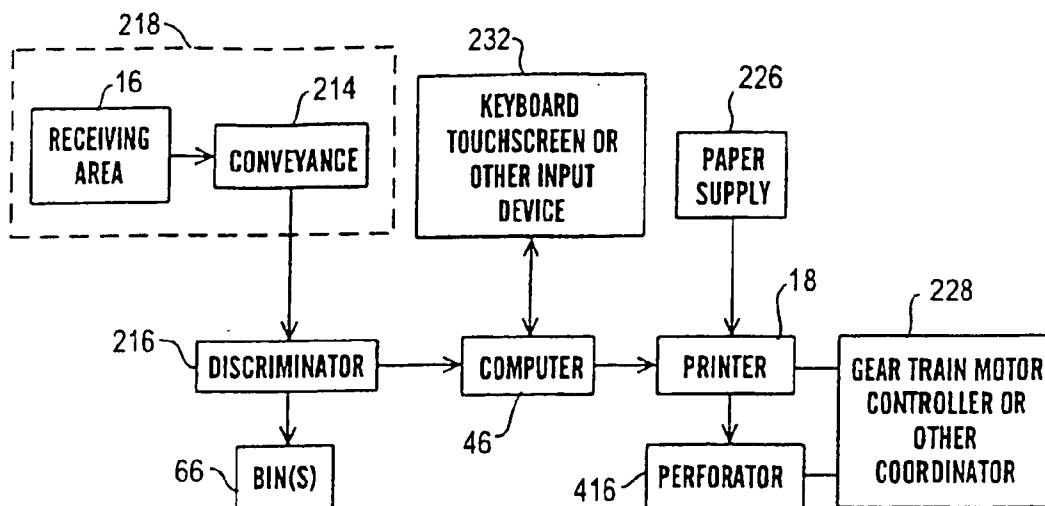 218
16
214
RECEIVING
AREA
CONVEYANCE
232
KEYBOARD
TOUCHSCREEN OR
OTHER INPUT
DEVICE
226
PAPER
SUPPLY
216
DISCRIMINATOR
COMPUTER
46
18
PRINTER
228
GEAR TRAIN MOTOR
CONTROLLER OR
OTHER
COORDINATOR
66
BIN(S)
416
PERFORATOR